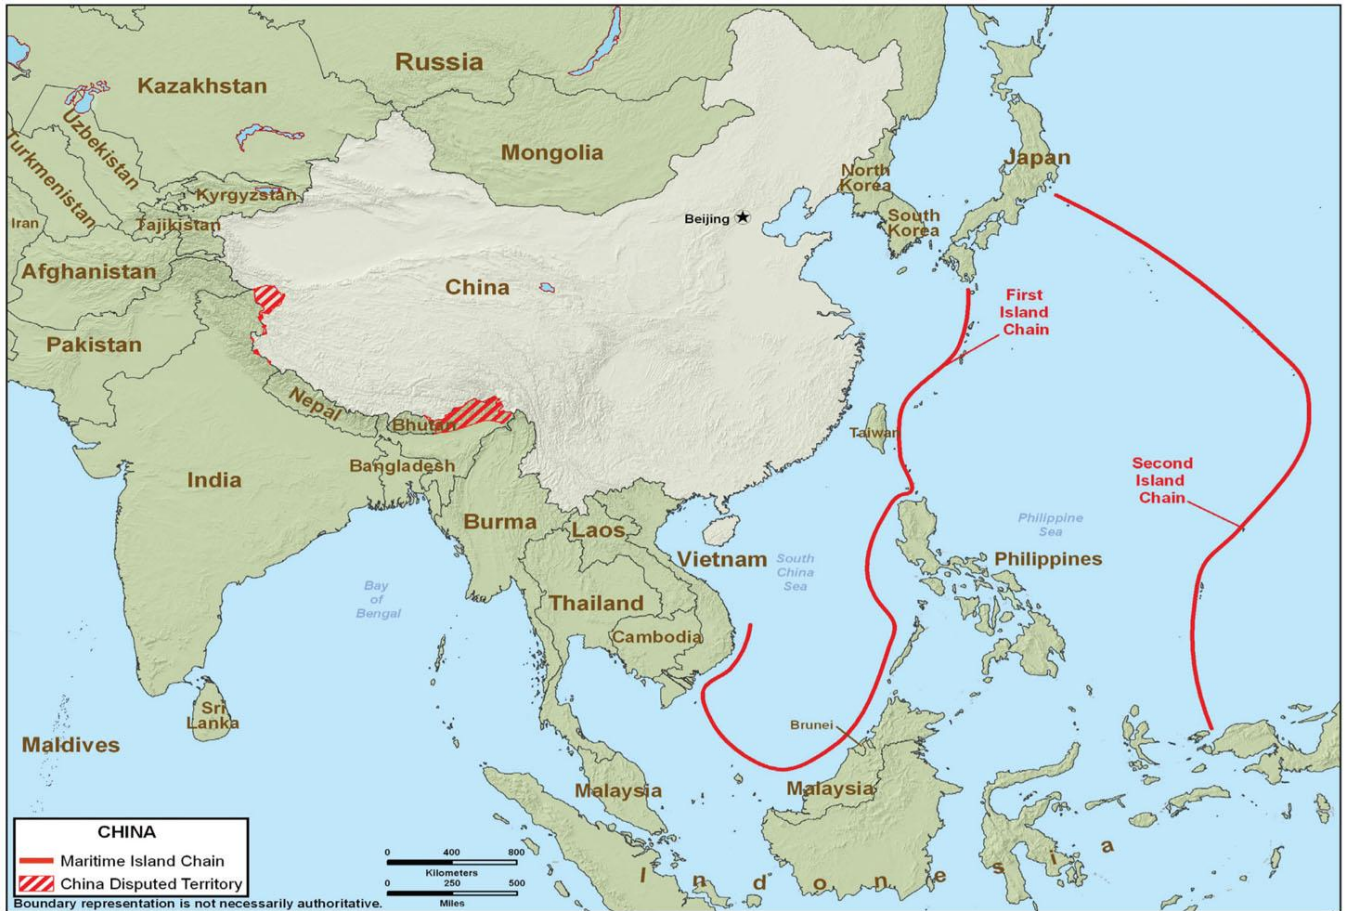 Russia
Kazakhstan
Uzbekistan
Turkmenistan
Mongolia
Kyrgyzstan
Tajikistan
Iran
Afghanistan
Pakistan
North
Korea
South
Korea
Japan
Beijing
China
First
Island
Chain
Nepal
Bhutan
Taiwan
Bangladesh
India
Second
Island
Chain
Burma
Laos
Vietnam
Philippine
Sea
Philippines
South
China
Sea
Bay
of
Bengal
Thailand
Cambodia
Sri
Lanka
Maldives
Brunei
Malaysia
Malaysia
Indonesia
CHINA
Maritime Island Chain
China Disputed Territory
Boundary representation is not necessarily authoritative.
0 400 800
Kilometers
0 250 500
Miles